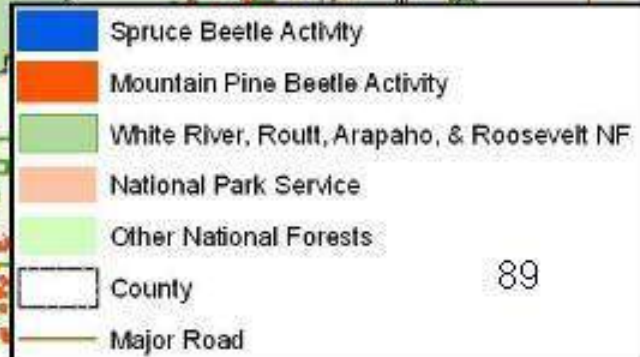 Spruce Beetle Activity
Mountain Pine Beetle Activity
White River, Routt, Arapaho, & Roosevelt NF
National Park Service
Other National Forests
County
89
Major Road